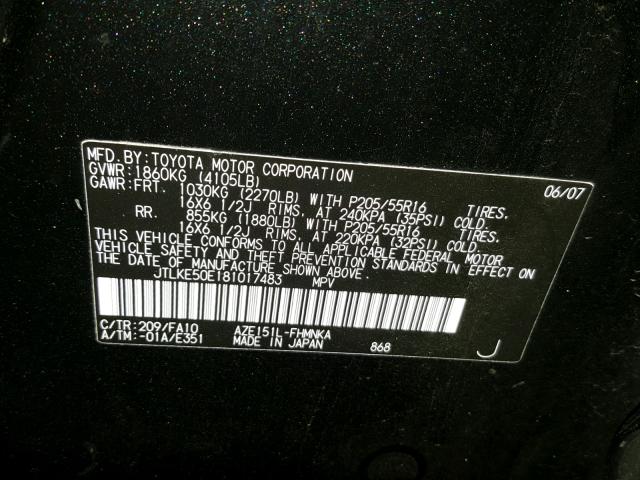 MFD.BY:TOYOTA MOTOR CORPORATION 06/07
GVWR:1860KG (4105LB)
GAWR:FRT. 1030KG (2270LB) WITH P205/55R16 TIRES.
16X6 1/2J RIMS, AT 240KPA (35PSI) COLD.
RR. 855KG (1880LB) WITH P205/55R16 TIRES.
16X6 1/2J RIMS, AT 220KPA (32PSI) COLD.
THIS VEHICLE CONFORMS TO ALL APPLICABLE FEDERAL MOTOR
VEHICLE SAFETY AND THEFT PREVENTION STANDARDS IN EFFECT ON
THE DATE OF MANUFACTURE SHOWN ABOVE.
JTLKE50E181017483 MPV
C/TR:209/FA10 AZE151L-FHMNKA
A/TM:-01A/E351 MADE IN JAPAN 868 J